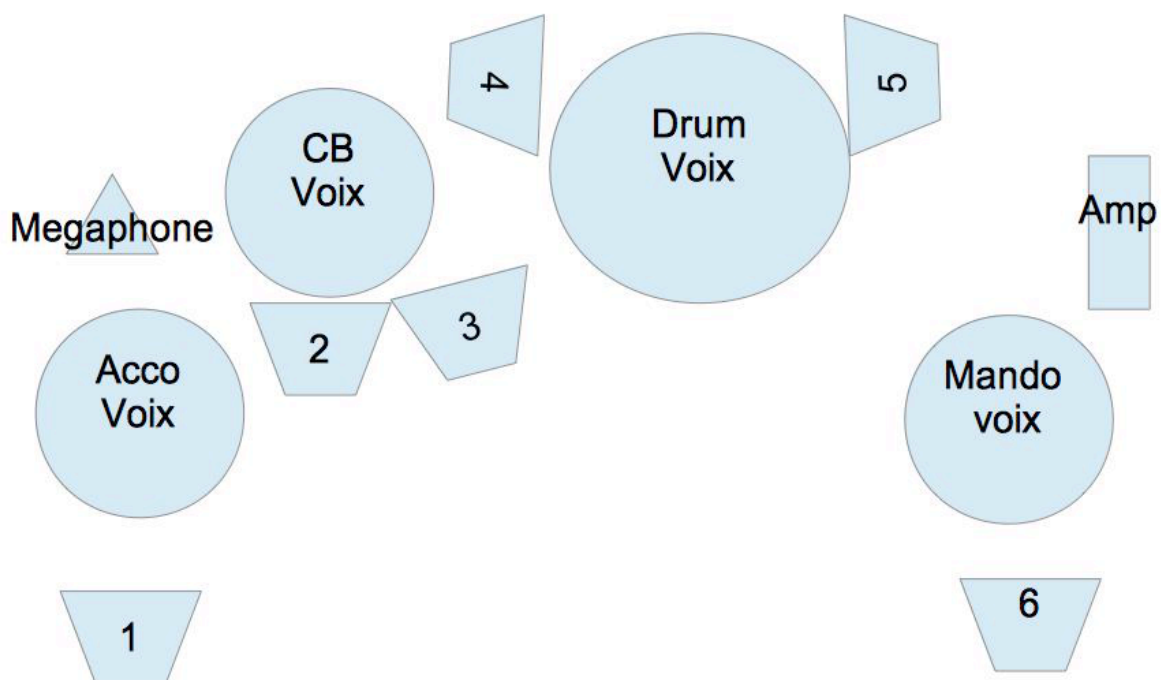 4
5
Drum
Voix
CB
Voix
Megaphone
Amp
2
3
Acco
Voix
Mando
voix
1
6